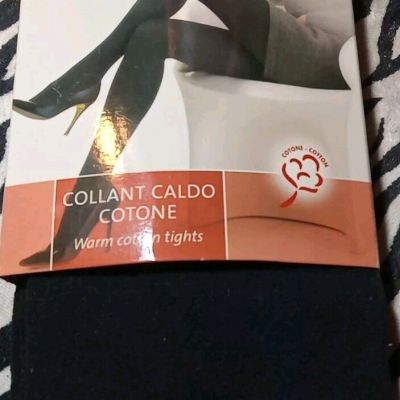 COTONE - COTTON
COLLANT CALDO
COTONE
Warm cotton tights